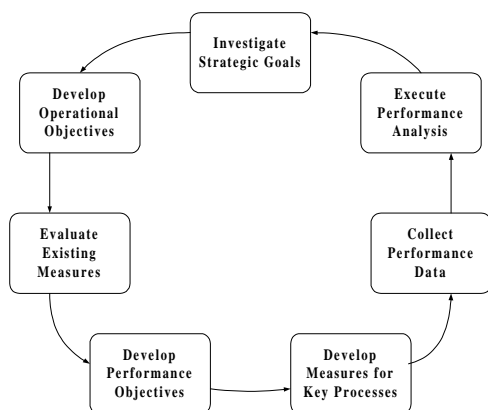 Investigate
Strategic Goals
Develop
Operational
Objectives
Evaluate
Existing
Measures
Develop
Performance
Objectives
Develop
Measures for
Key Processes
Collect
Performance
Data
Execute
Performance
Analysis